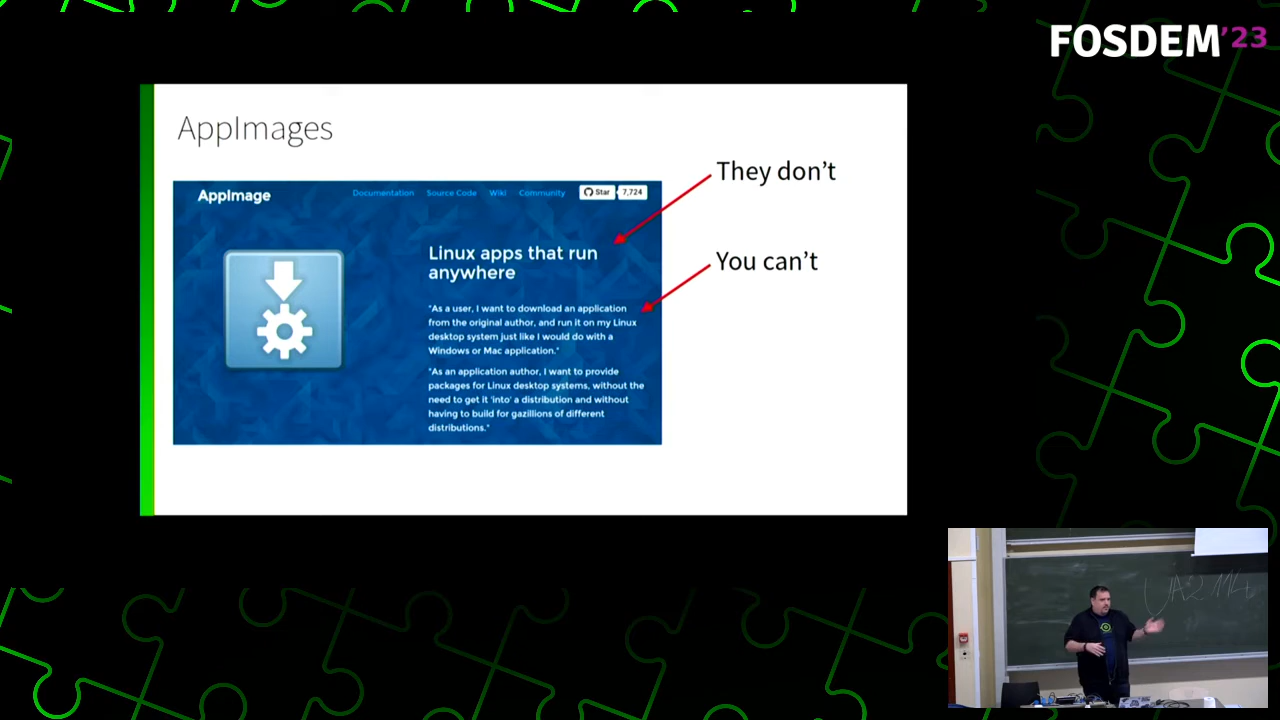 FOSDEM'23
AppImages
They don't
You can't
AppImage
Documentation Source Code Wiki Community Star 7,724
Linux apps that run
anywhere
"As a user, I want to download an application
from the original author, and run it on my Linux
desktop system just like I would do with a
Windows or Mac application."
"As an application author, I want to provide
packages for Linux desktop systems, without the
need to get it 'into' a distribution and without
having to build for gazillions of different
distributions."